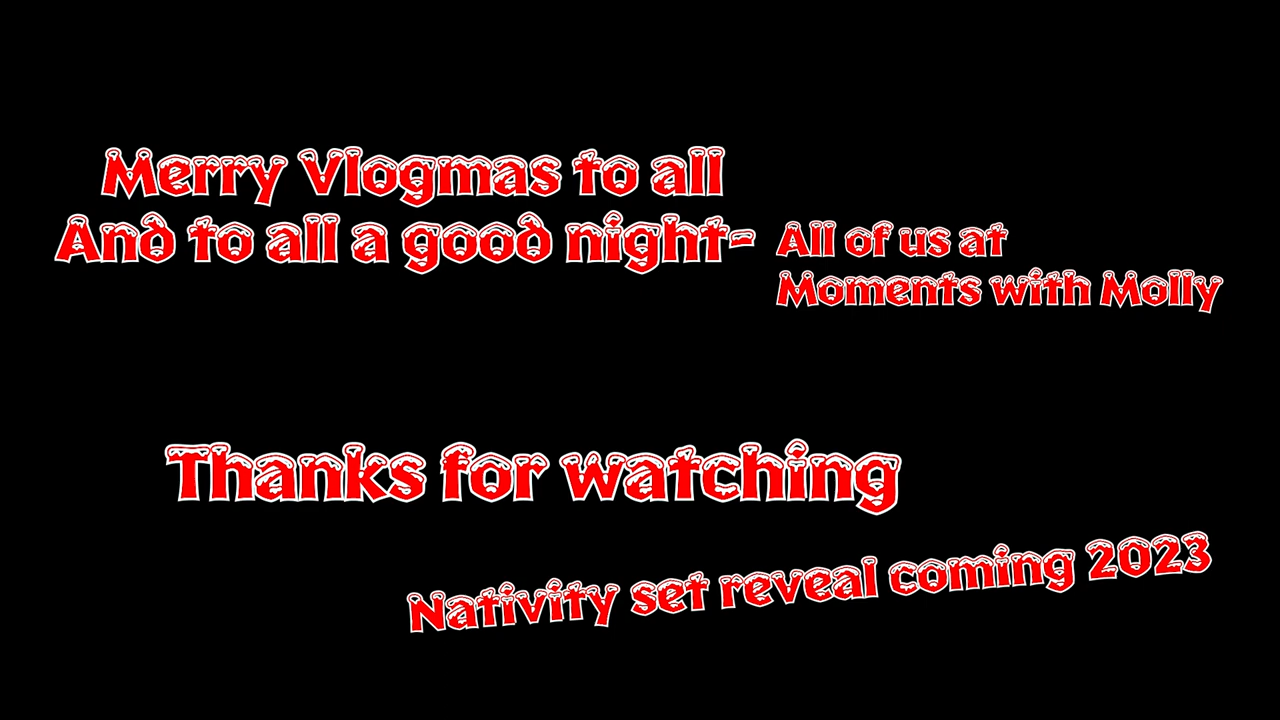 Merry Vlogmas to all
And to all a good night-
All of us at
Moments with Molly
Thanks for watching
Nativity set reveal coming 2023